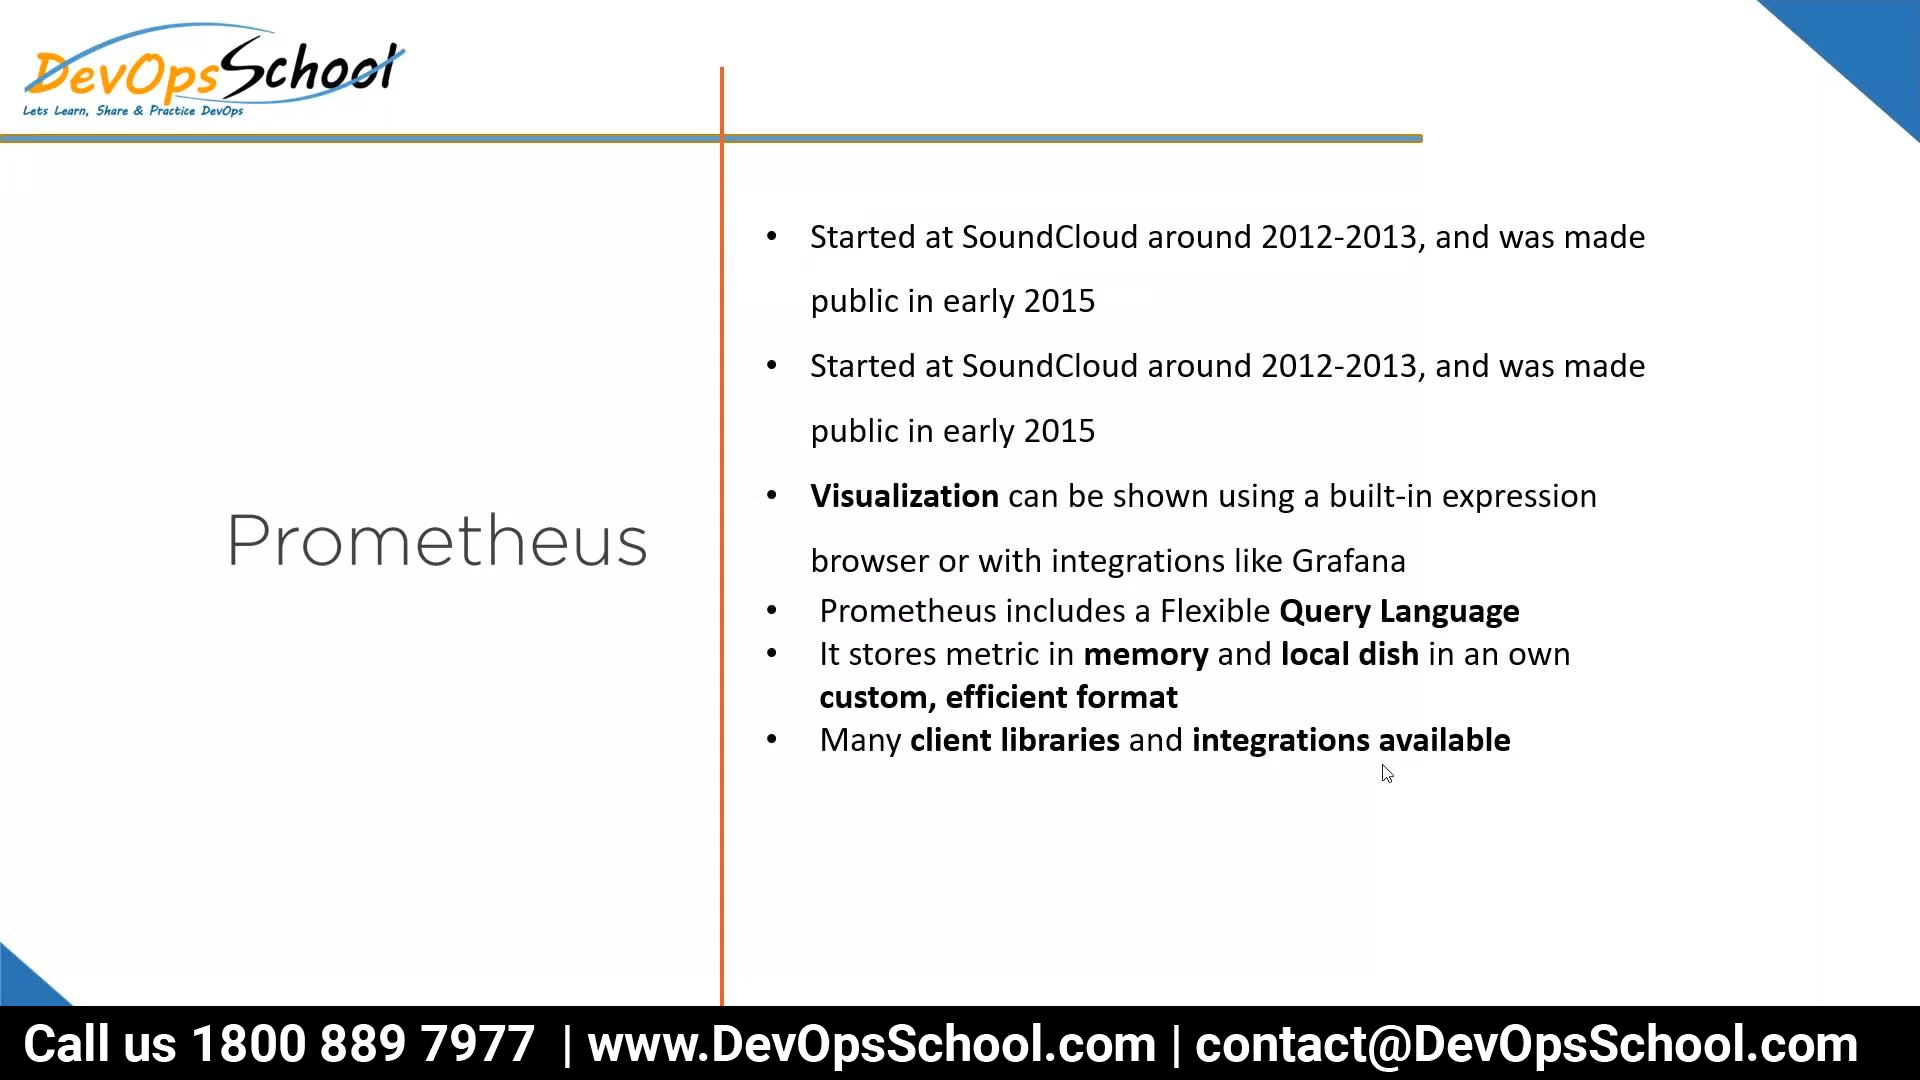 DevOpsSchool
Lets Learn, Share & Practice DevOps
Prometheus
• Started at SoundCloud around 2012-2013, and was made
public in early 2015
• Started at SoundCloud around 2012-2013, and was made
public in early 2015
• Visualization can be shown using a built-in expression
browser or with integrations like Grafana
• Prometheus includes a Flexible Query Language
• It stores metric in memory and local dish in an own
custom, efficient format
• Many client libraries and integrations available
Call us 1800 889 7977 | www.DevOpsSchool.com | contact@DevOpsSchool.com